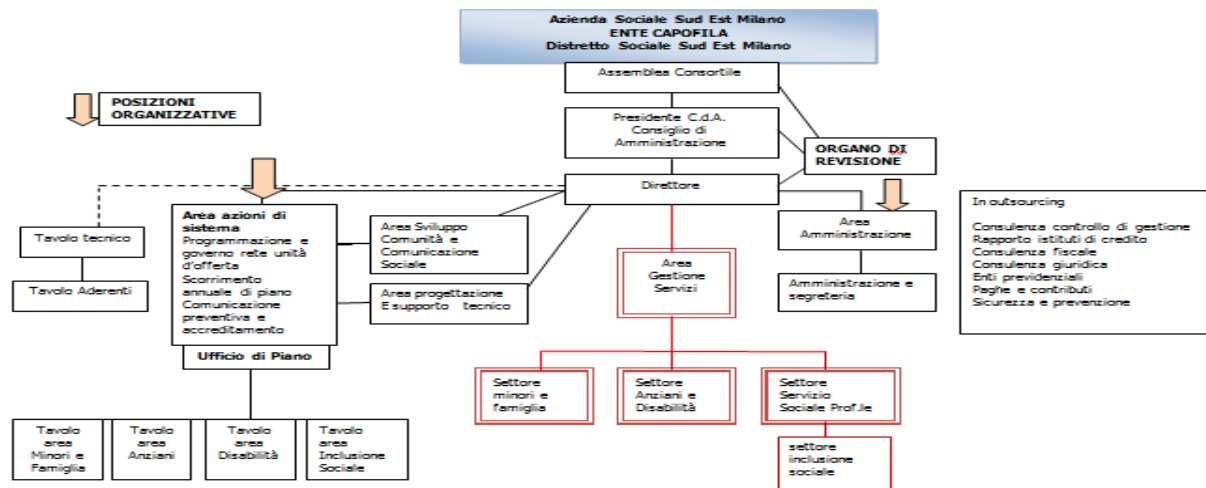 Azienda Sociale Sud Est Milano
ENTE CAPOFILA
Distretto Sociale Sud Est Milano
Assemblea Consortile
POSIZIONI
ORGANIZZATIVE
Presidente C.d.A.
Consiglio di
Amministrazione
ORGANO DI
REVISIONE
Direttore
Tavolo tecnico
Tavolo Aderenti
Area azioni di
sistema
Programmazione e
governo rete unità
d'offerta
Scorrimento
annuale di piano
Comunicazione
preventiva e
accreditamento
Ufficio di Piano
Area Sviluppo
Comunità e
Comunicazione
Sociale
Area progettazione
E supporto tecnico
Area
Gestione
Servizi
Area
Amministrazione
Amministrazione e
segreteria
In outsourcing
Consulenza controllo di gestione
Rapporto istituti di credito
Consulenza fiscale
Consulenza giuridica
Enti previdenziali
Paghe e contributi
Sicurezza e prevenzione
Settore
minori e
famiglia
Settore
Anziani e
Disabilità
Settore
Servizio
Sociale Prof.le
settore
inclusione
sociale
Tavolo
area
Minori e
Famiglia
Tavolo
area
Anziani
Tavolo
area
Disabilità
Tavolo
area
Inclusione
Sociale